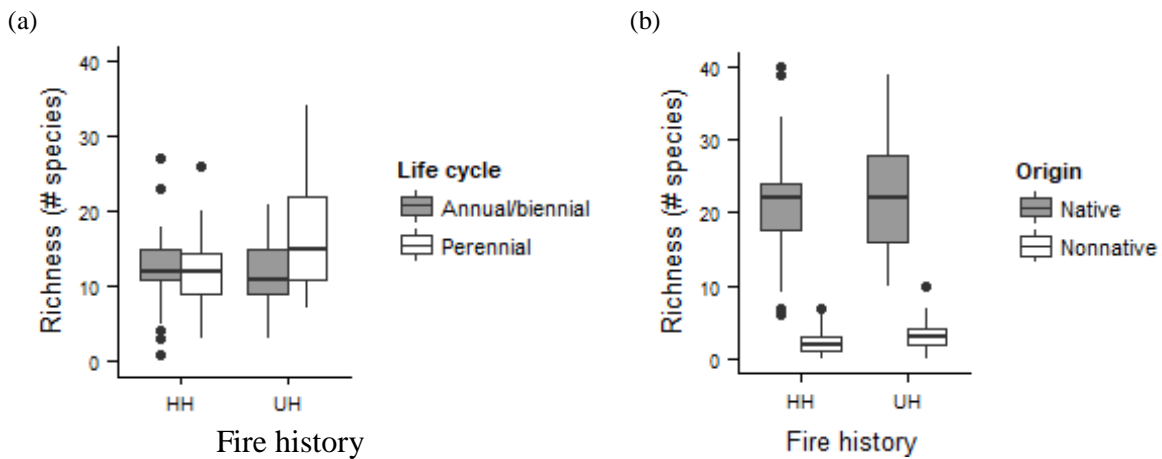 (a)
40
30
20
10
0
Richness (# species)
HH
UH
Fire history
Life cycle
Annual/biennial
Perennial
(b)
40
30
20
10
0
Richness (# species)
HH
UH
Fire history
Origin
Native
Nonnative